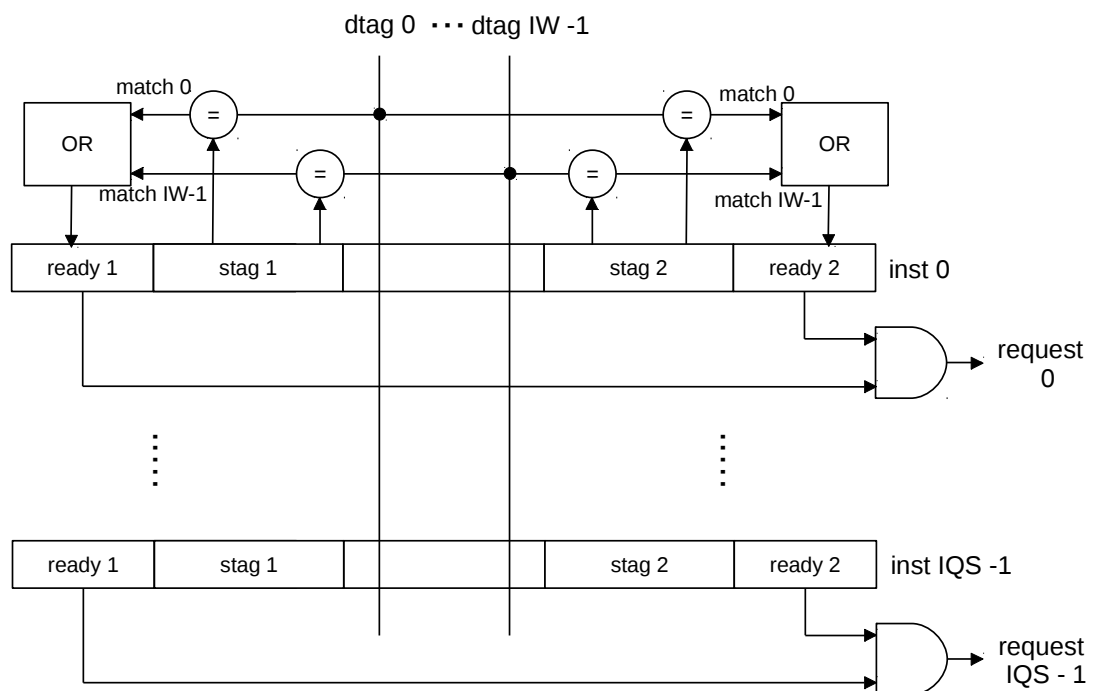 dtag 0 ··· dtag IW -1
match 0
=
=
match 0
OR
OR
=
=
match IW-1
match IW-1
ready 1
stag 1
stag 2
ready 2
inst 0
request
0
ready 1
stag 1
stag 2
ready 2
inst IQS -1
request
IQS - 1